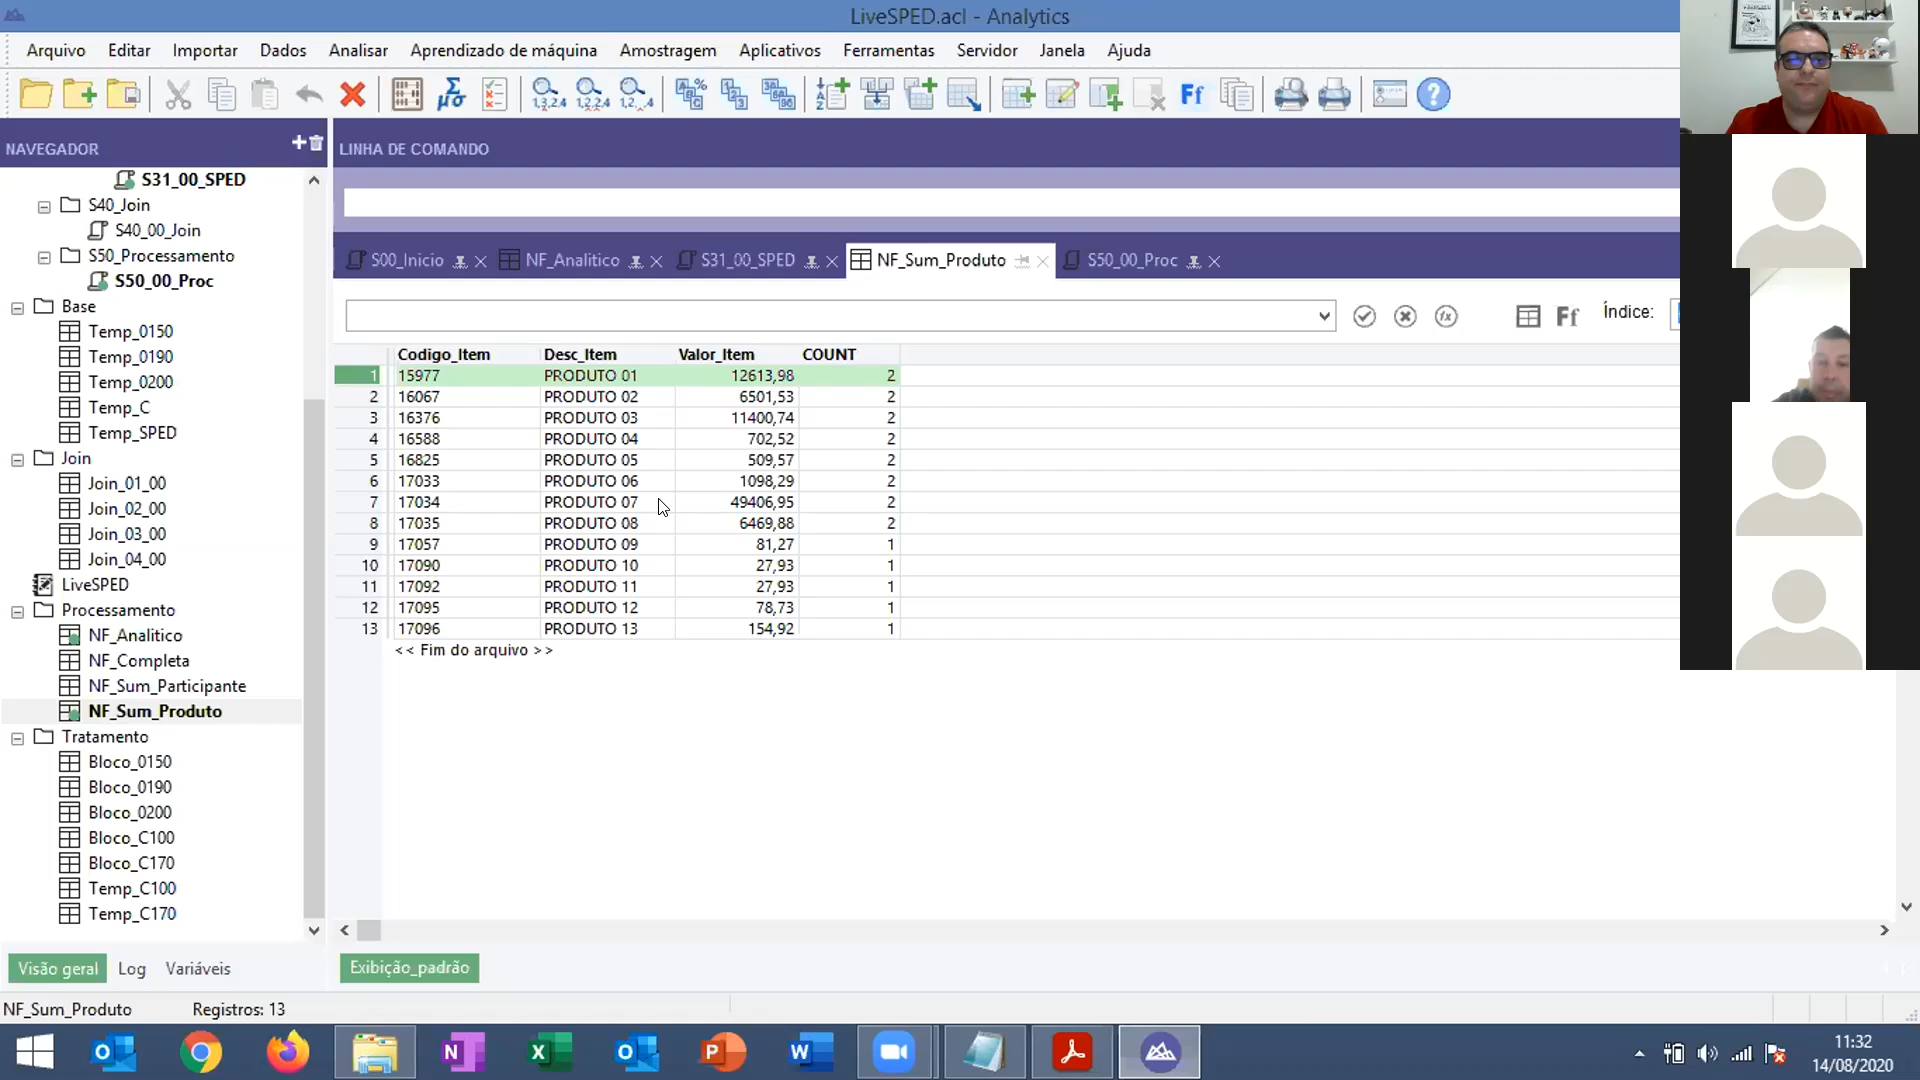 LiveSPED.acl - Analytics
Arquivo Editar Importar Dados Analisar Aprendizado de máquina Amostragem Aplicativos Ferramentas Servidor Janela Ajuda
NAVEGADOR
LINHA DE COMANDO
S31_00_SPED
S40_Join
S40_00_Join
S50_Processamento
S50_00_Proc
Base
Temp_0150
Temp_0190
Temp_0200
Temp_C
Temp_SPED
Join
Join_01_00
Join_02_00
Join_03_00
Join_04_00
LiveSPED
Processamento
NF_Analitico
NF_Completa
NF_Sum_Participante
NF_Sum_Produto
Tratamento
Bloco_0150
Bloco_0190
Bloco_0200
Bloco_C100
Bloco_C170
Temp_C100
Temp_C170
S00_Inicio NF_Analitico S31_00_SPED NF_Sum_Produto S50_00_Proc
Índice:
Codigo_Item Desc_Item Valor_Item COUNT
1 15977 PRODUTO 01 12613,98 2
2 16067 PRODUTO 02 6501,53 2
3 16376 PRODUTO 03 11400,74 2
4 16588 PRODUTO 04 702,52 2
5 16825 PRODUTO 05 509,57 2
6 17033 PRODUTO 06 1098,29 2
7 17034 PRODUTO 07 49406,95 2
8 17035 PRODUTO 08 6469,88 2
9 17057 PRODUTO 09 81,27 1
10 17090 PRODUTO 10 27,93 1
11 17092 PRODUTO 11 27,93 1
12 17095 PRODUTO 12 78,73 1
13 17096 PRODUTO 13 154,92 1
<< Fim do arquivo >>
Visão geral Log Variáveis
Exibição_padrão
NF_Sum_Produto Registros: 13
11:32
14/08/2020